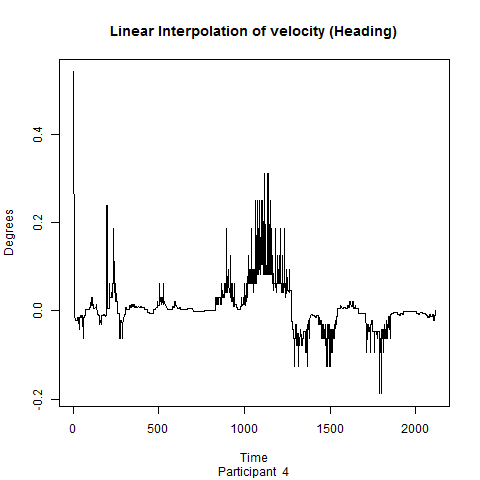 Linear Interpolation of velocity (Heading)
Degrees
0.4
0.2
0.0
-0.2
0 500 1000 1500 2000
Time
Participant 4